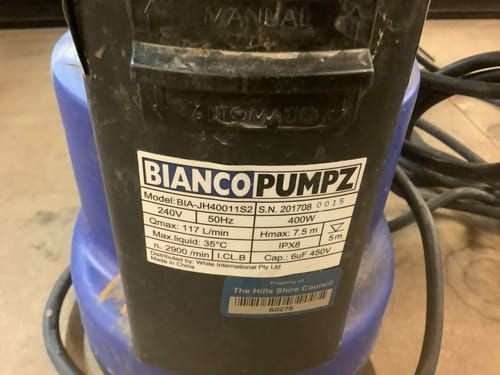 MANUAL
AUTOMATIC
BIANCOPUMPZ
Model: BIA-JH40011S2 S.N. 201708 0015
240V 50Hz 400W
Qmax: 117 L/min Hmax: 7.5 m 5m
Max.liquid: 35°C IPX8
n.:2900 /min I.CL.B Cap.: 6uF 450V
Distributed by: White International Pty Ltd
Made in China
Property of
The Hills Shire Council
S0279